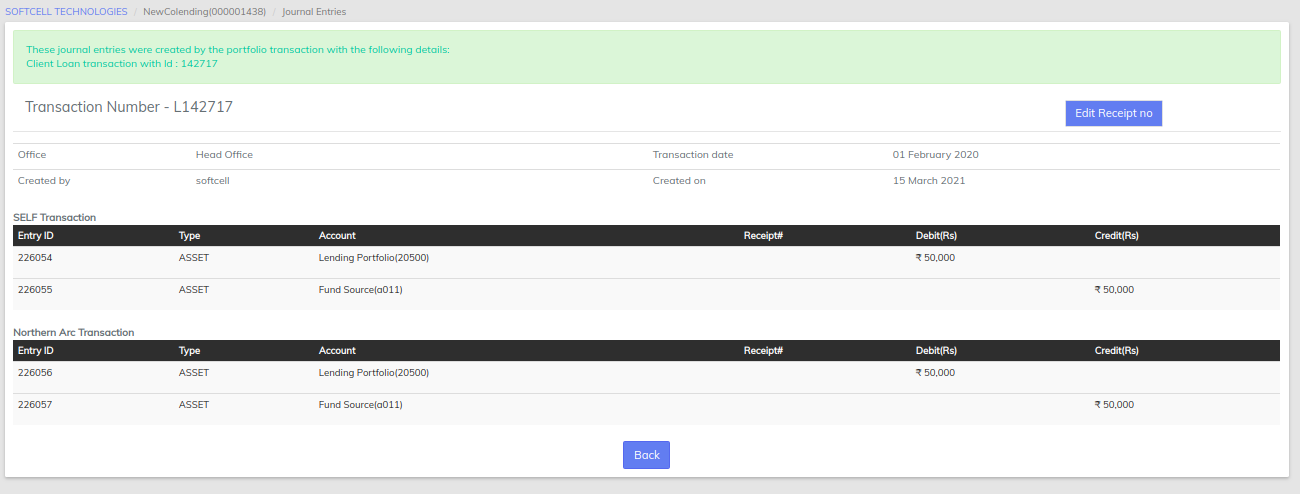 SOFTCELL TECHNOLOGIES / NewColending(000001438) / Journal Entries
These journal entries were created by the portfolio transaction with the following details:
Client Loan transaction with Id : 142717
Transaction Number - L142717
Edit Receipt no
Office Head Office Transaction date 01 February 2020
Created by softcell Created on 15 March 2021
SELF Transaction
Entry ID Type Account Receipt# Debit(Rs) Credit(Rs)
226054 ASSET Lending Portfolio(20500) ₹ 50,000
226055 ASSET Fund Source(a011) ₹ 50,000
Northern Arc Transaction
Entry ID Type Account Receipt# Debit(Rs) Credit(Rs)
226056 ASSET Lending Portfolio(20500) ₹ 50,000
226057 ASSET Fund Source(a011) ₹ 50,000
Back